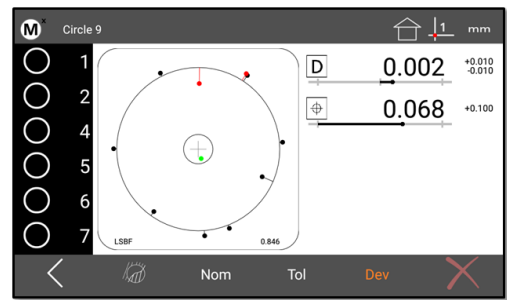 M x Circle 9 1 mm
1
2
4
5
6
7
D 0.002 +0.010
-0.010
0.068 +0.100
LSBF 0.846
Nom Tol Dev